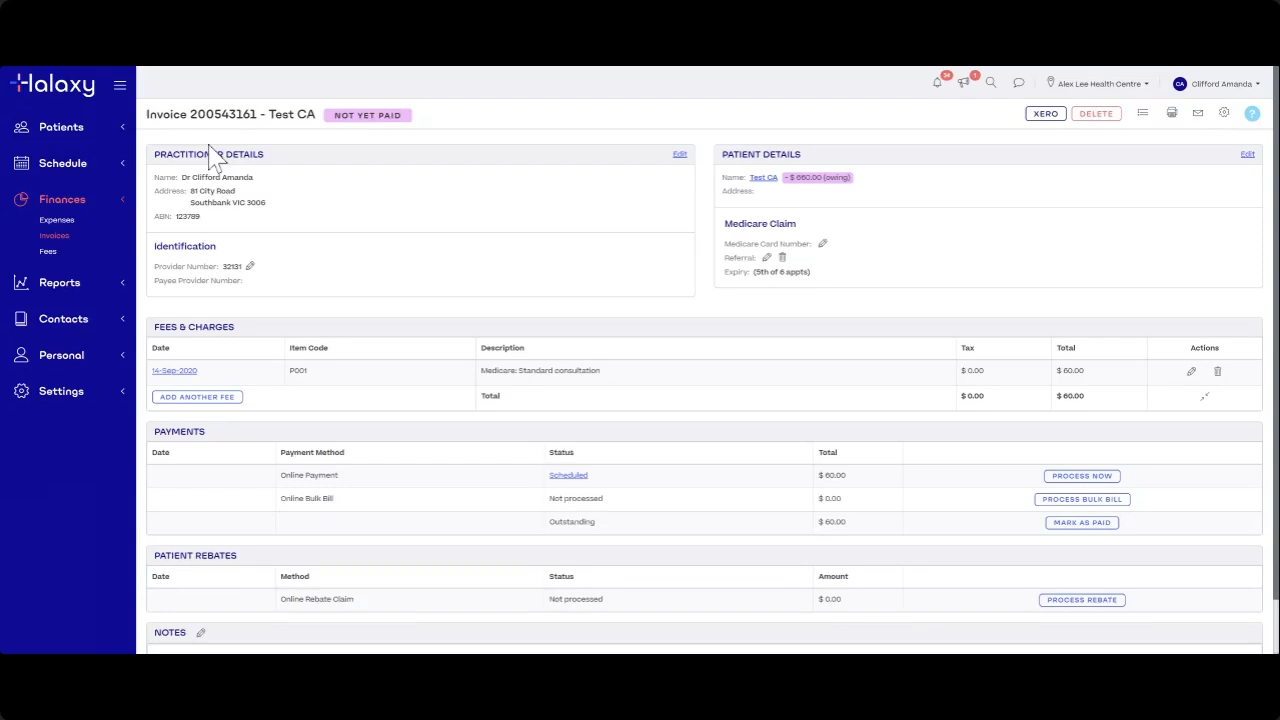 Halaxy
Patients
Schedule
Finances
Expenses
Invoices
Fees
Reports
Contacts
Personal
Settings
34
1
Alex Lee Health Centre
CA Clifford Amanda
Invoice 200543161 - Test CA NOT YET PAID
XERO DELETE ?
PRACTITIONER DETAILS Edit
Name: Dr Clifford Amanda
Address: 81 City Road
Southbank VIC 3006
ABN: 123789
Identification
Provider Number: 32131
Payee Provider Number:
PATIENT DETAILS Edit
Name: Test CA - $ 660.00 (owing)
Address:
Medicare Claim
Medicare Card Number:
Referral:
Expiry: (5th of 6 appts)
FEES & CHARGES
Date Item Code Description Tax Total Actions
14-Sep-2020 P001 Medicare: Standard consultation $ 0.00 $ 60.00
ADD ANOTHER FEE Total $ 0.00 $ 60.00
PAYMENTS
Date Payment Method Status Total
Online Payment Scheduled $ 60.00 PROCESS NOW
Online Bulk Bill Not processed $ 0.00 PROCESS BULK BILL
Outstanding $ 60.00 MARK AS PAID
PATIENT REBATES
Date Method Status Amount
Online Rebate Claim Not processed $ 0.00 PROCESS REBATE
NOTES